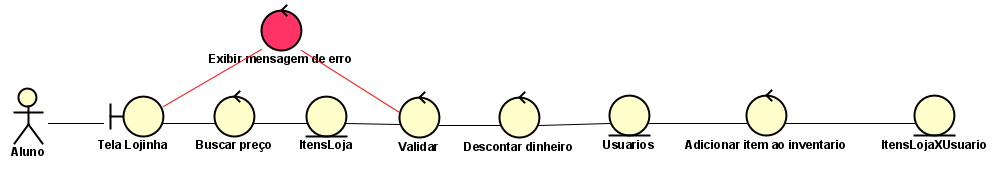 Exibir mensagem de erro
Aluno
Tela Lojinha
Buscar preço
ItensLoja
Validar
Descontar dinheiro
Usuarios
Adicionar item ao inventario
ItensLojaXUsuario